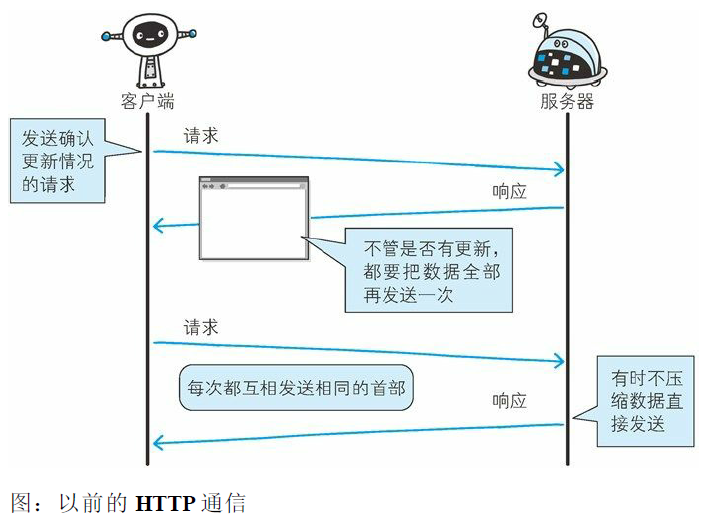 客户端
服务器
发送确认
更新情况
的请求
请求
响应
不管是否有更新，
都要把数据全部
再发送一次
请求
每次都互相发送相同的首部
响应
有时不压
缩数据直
接发送
图：以前的 HTTP 通信